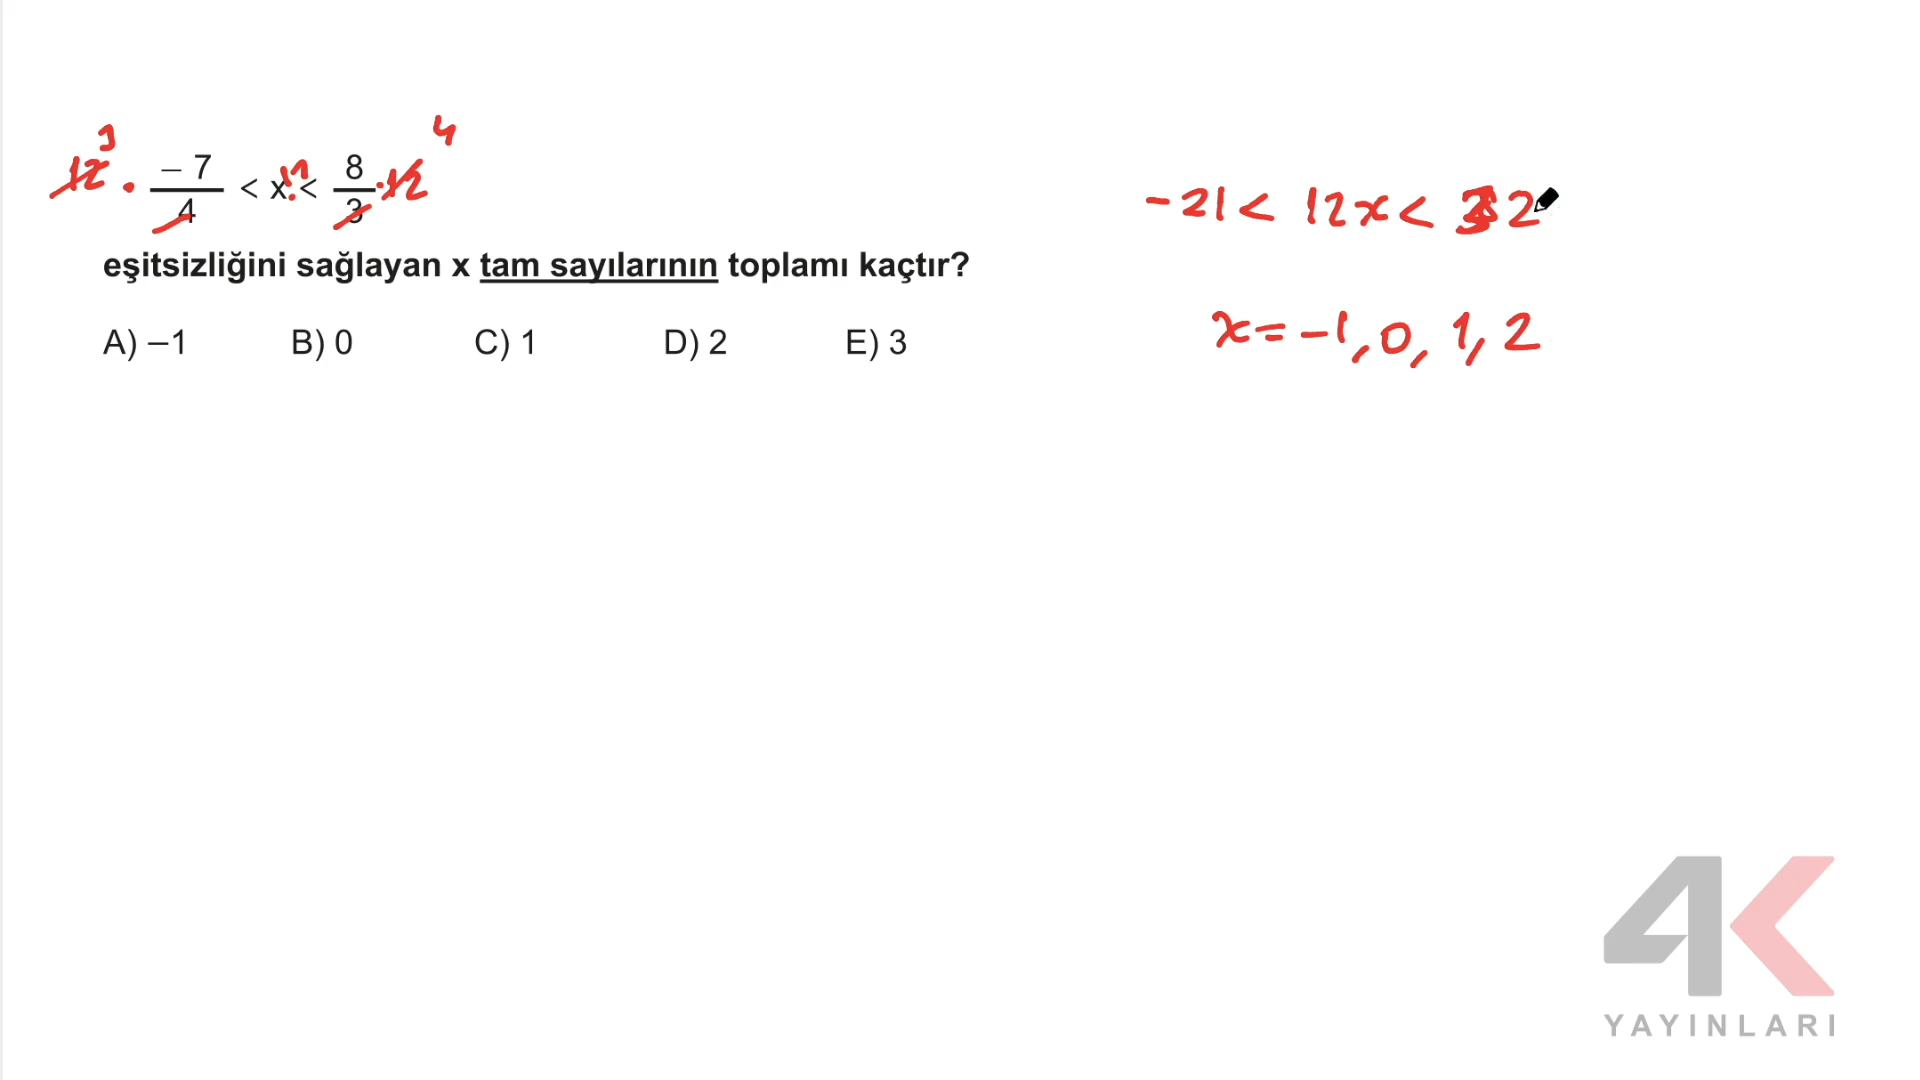 12 3 . – 7 / 4 < x . 12 < 8 / 3 . 12 4
-21 < 12x < 32
eşitsizliğini sağlayan x tam sayılarının toplamı kaçtır?
x = -1, 0, 1, 2
A) –1 B) 0 C) 1 D) 2 E) 3
4K
YAYINLARI